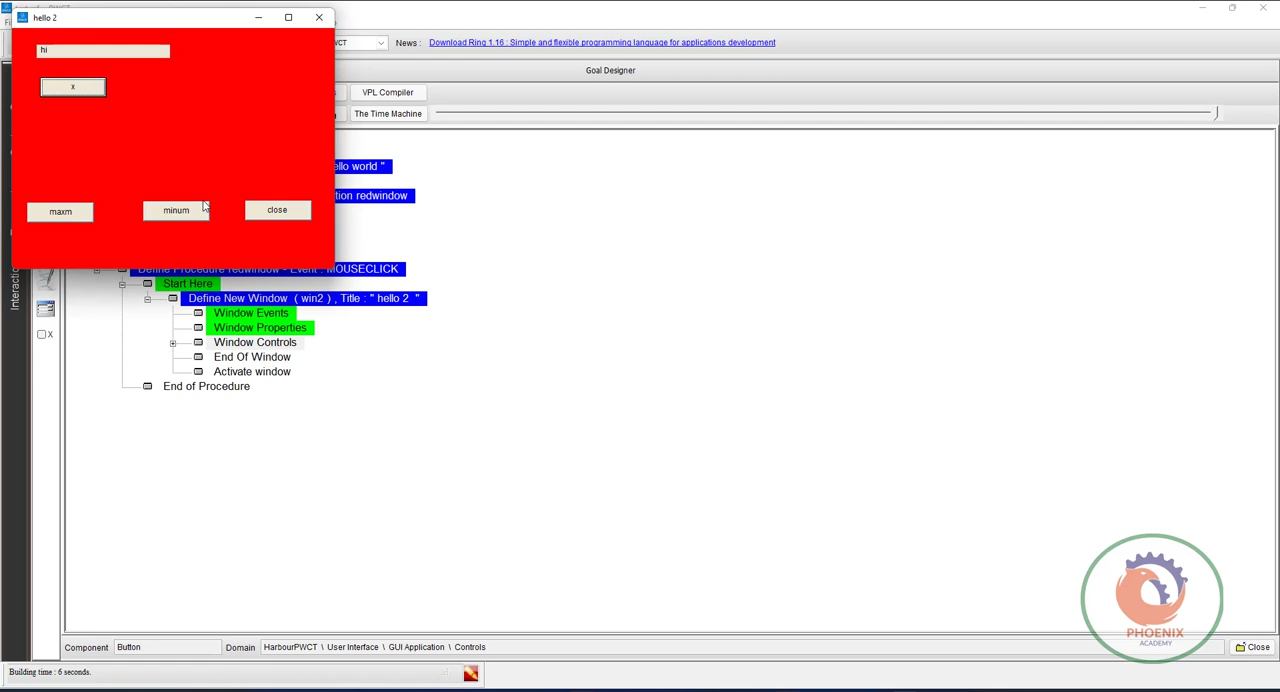 hello 2
hi
x
maxm
minum
close
News :
Download Ring 1.16 : Simple and flexible programming language for applications development
Goal Designer
VPL Compiler
The Time Machine
ello world "
tion redwindow
Define Procedure redwindow - Event : MOUSECLICK
Start Here
Define New Window ( win2 ) , Title : " hello 2 "
Window Events
Window Properties
Window Controls
End Of Window
Activate window
End of Procedure
Interaction
X
Component Button Domain HarbourPWCT \ User Interface \ GUI Application \ Controls Close
Building time : 6 seconds.
PHOENIX
ACADEMY